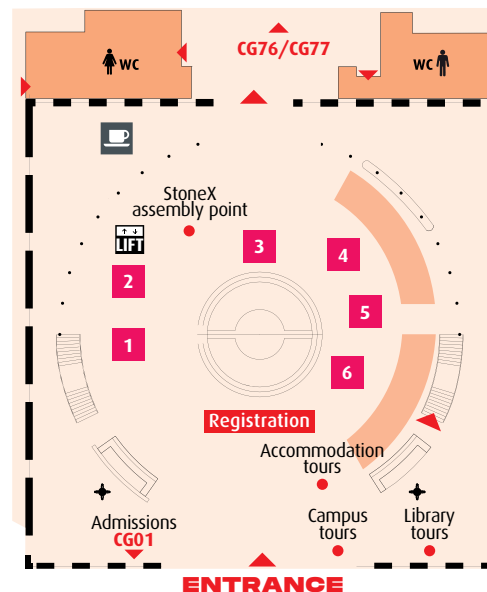 WC
CG76/CG77
WC
StoneX
assembly point
LIFT
3
4
2
5
1
6
Registration
Accommodation
tours
Admissions
CG01
Campus
tours
Library
tours
ENTRANCE